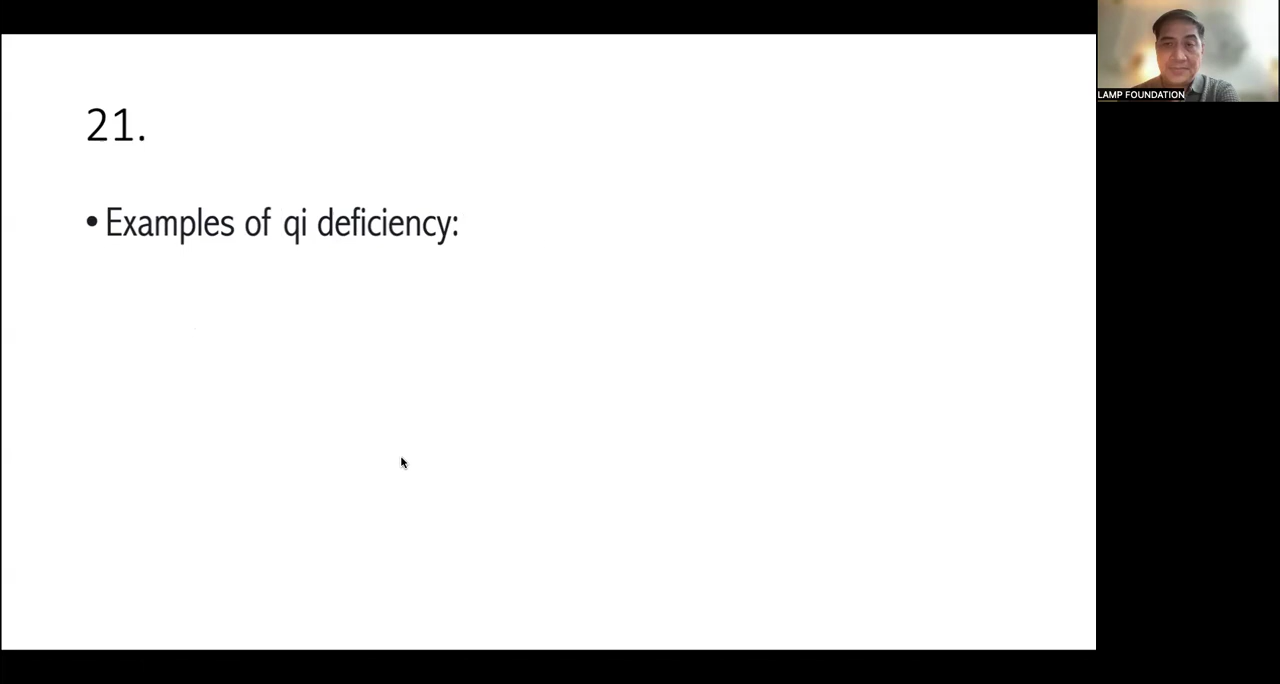 21.
• Examples of qi deficiency:
LAMP FOUNDATION